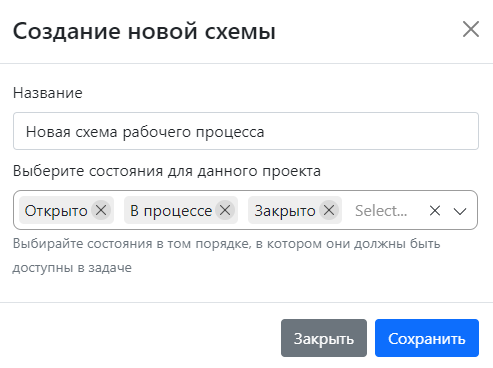 Создание новой схемы
Название
Новая схема рабочего процесса
Выберите состояния для данного проекта
Открыто В процессе Закрыто Select...
Выбирайте состояния в том порядке, в котором они должны быть
доступны в задаче
Закрыть Сохранить